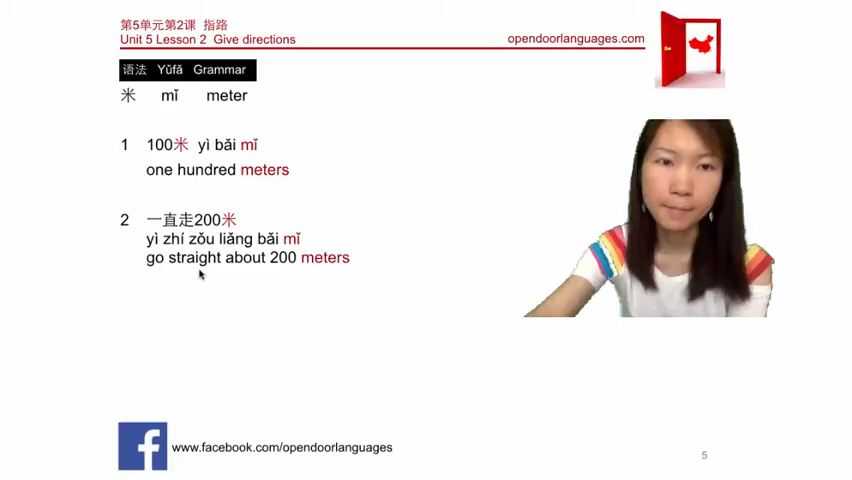 第5单元第2课 指路
Unit 5 Lesson 2 Give directions
opendoorlanguages.com
语法 Yǔfǎ Grammar
米 mǐ meter
1 100米 yì bǎi mǐ
one hundred meters
2 一直走200米
yì zhí zǒu liǎng bǎi mǐ
go straight about 200 meters
www.facebook.com/opendoorlanguages
5